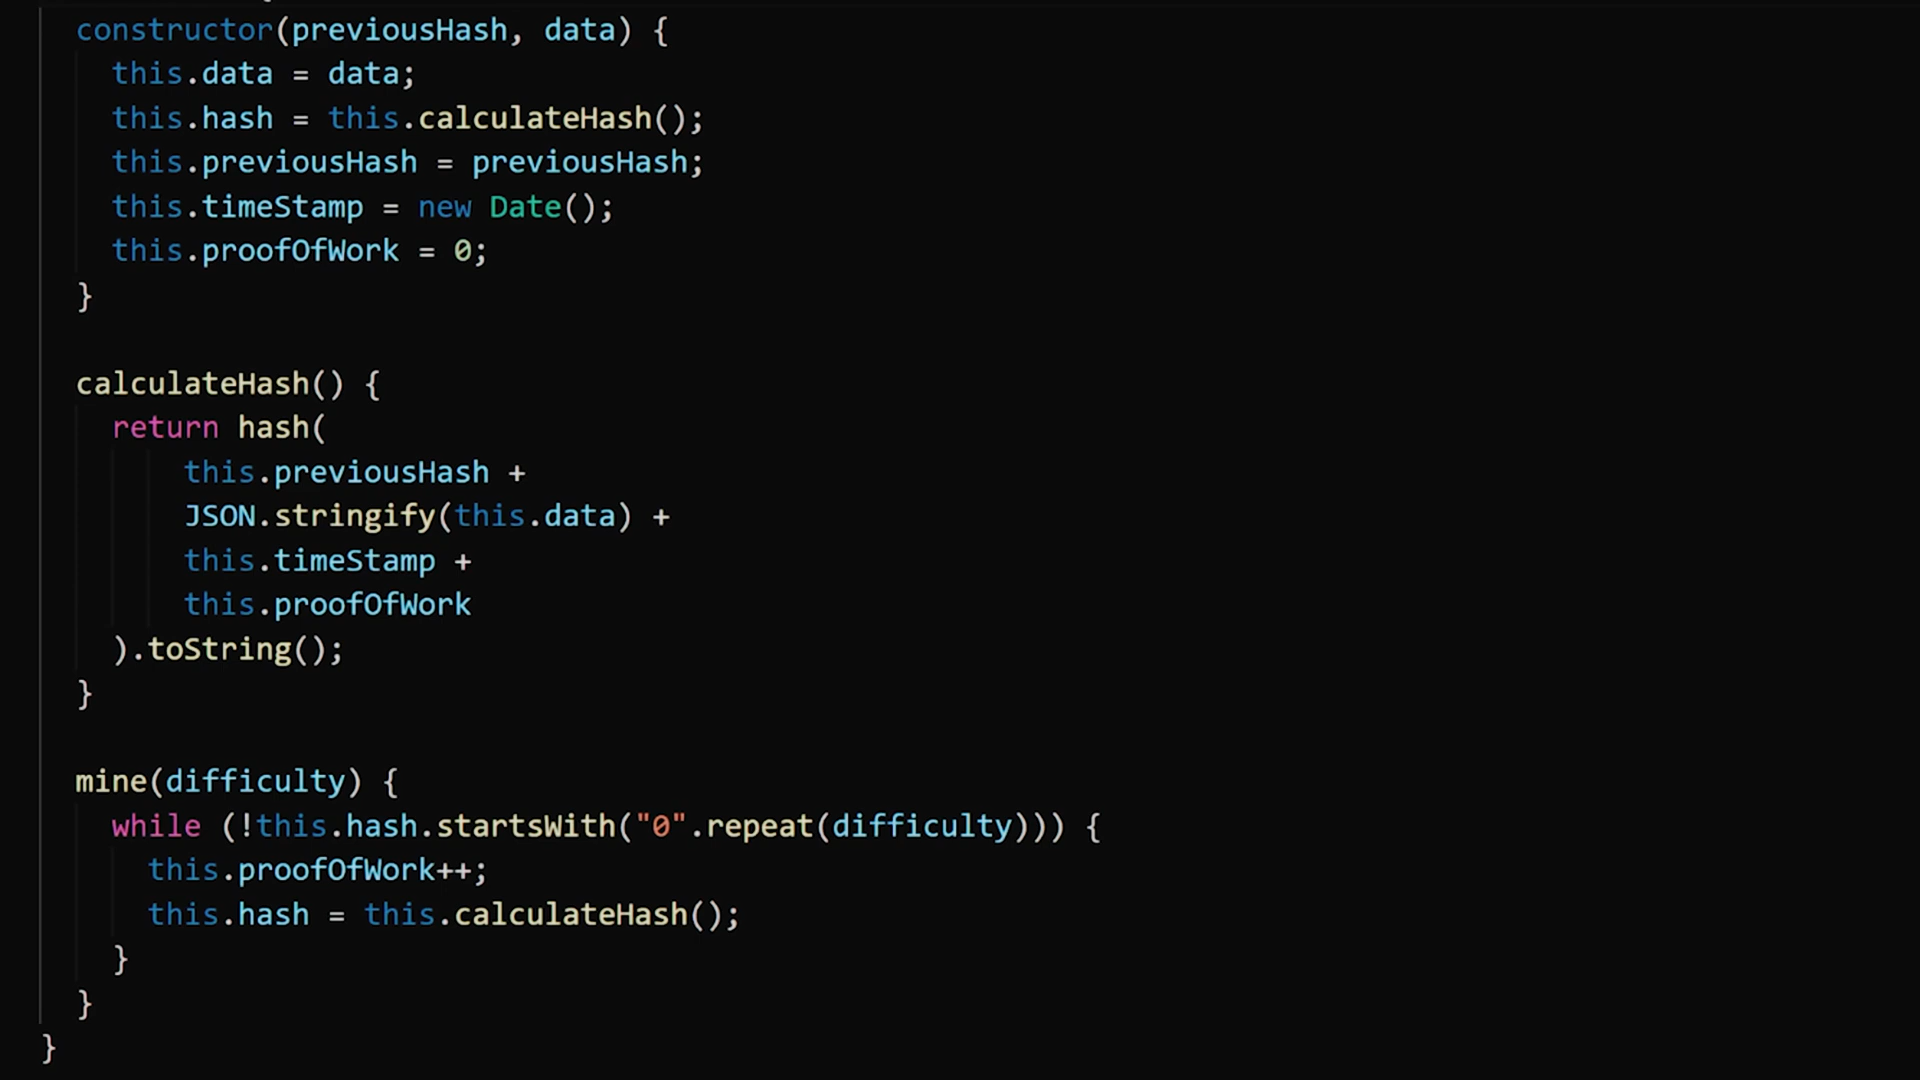 constructor(previousHash, data) {
this.data = data;
this.hash = this.calculateHash();
this.previousHash = previousHash;
this.timeStamp = new Date();
this.proofOfWork = 0;
}
calculateHash() {
return hash(
this.previousHash +
JSON.stringify(this.data) +
this.timeStamp +
this.proofOfWork
).toString();
}
mine(difficulty) {
while (!this.hash.startsWith("0".repeat(difficulty))) {
this.proofOfWork++;
this.hash = this.calculateHash();
}
}
}